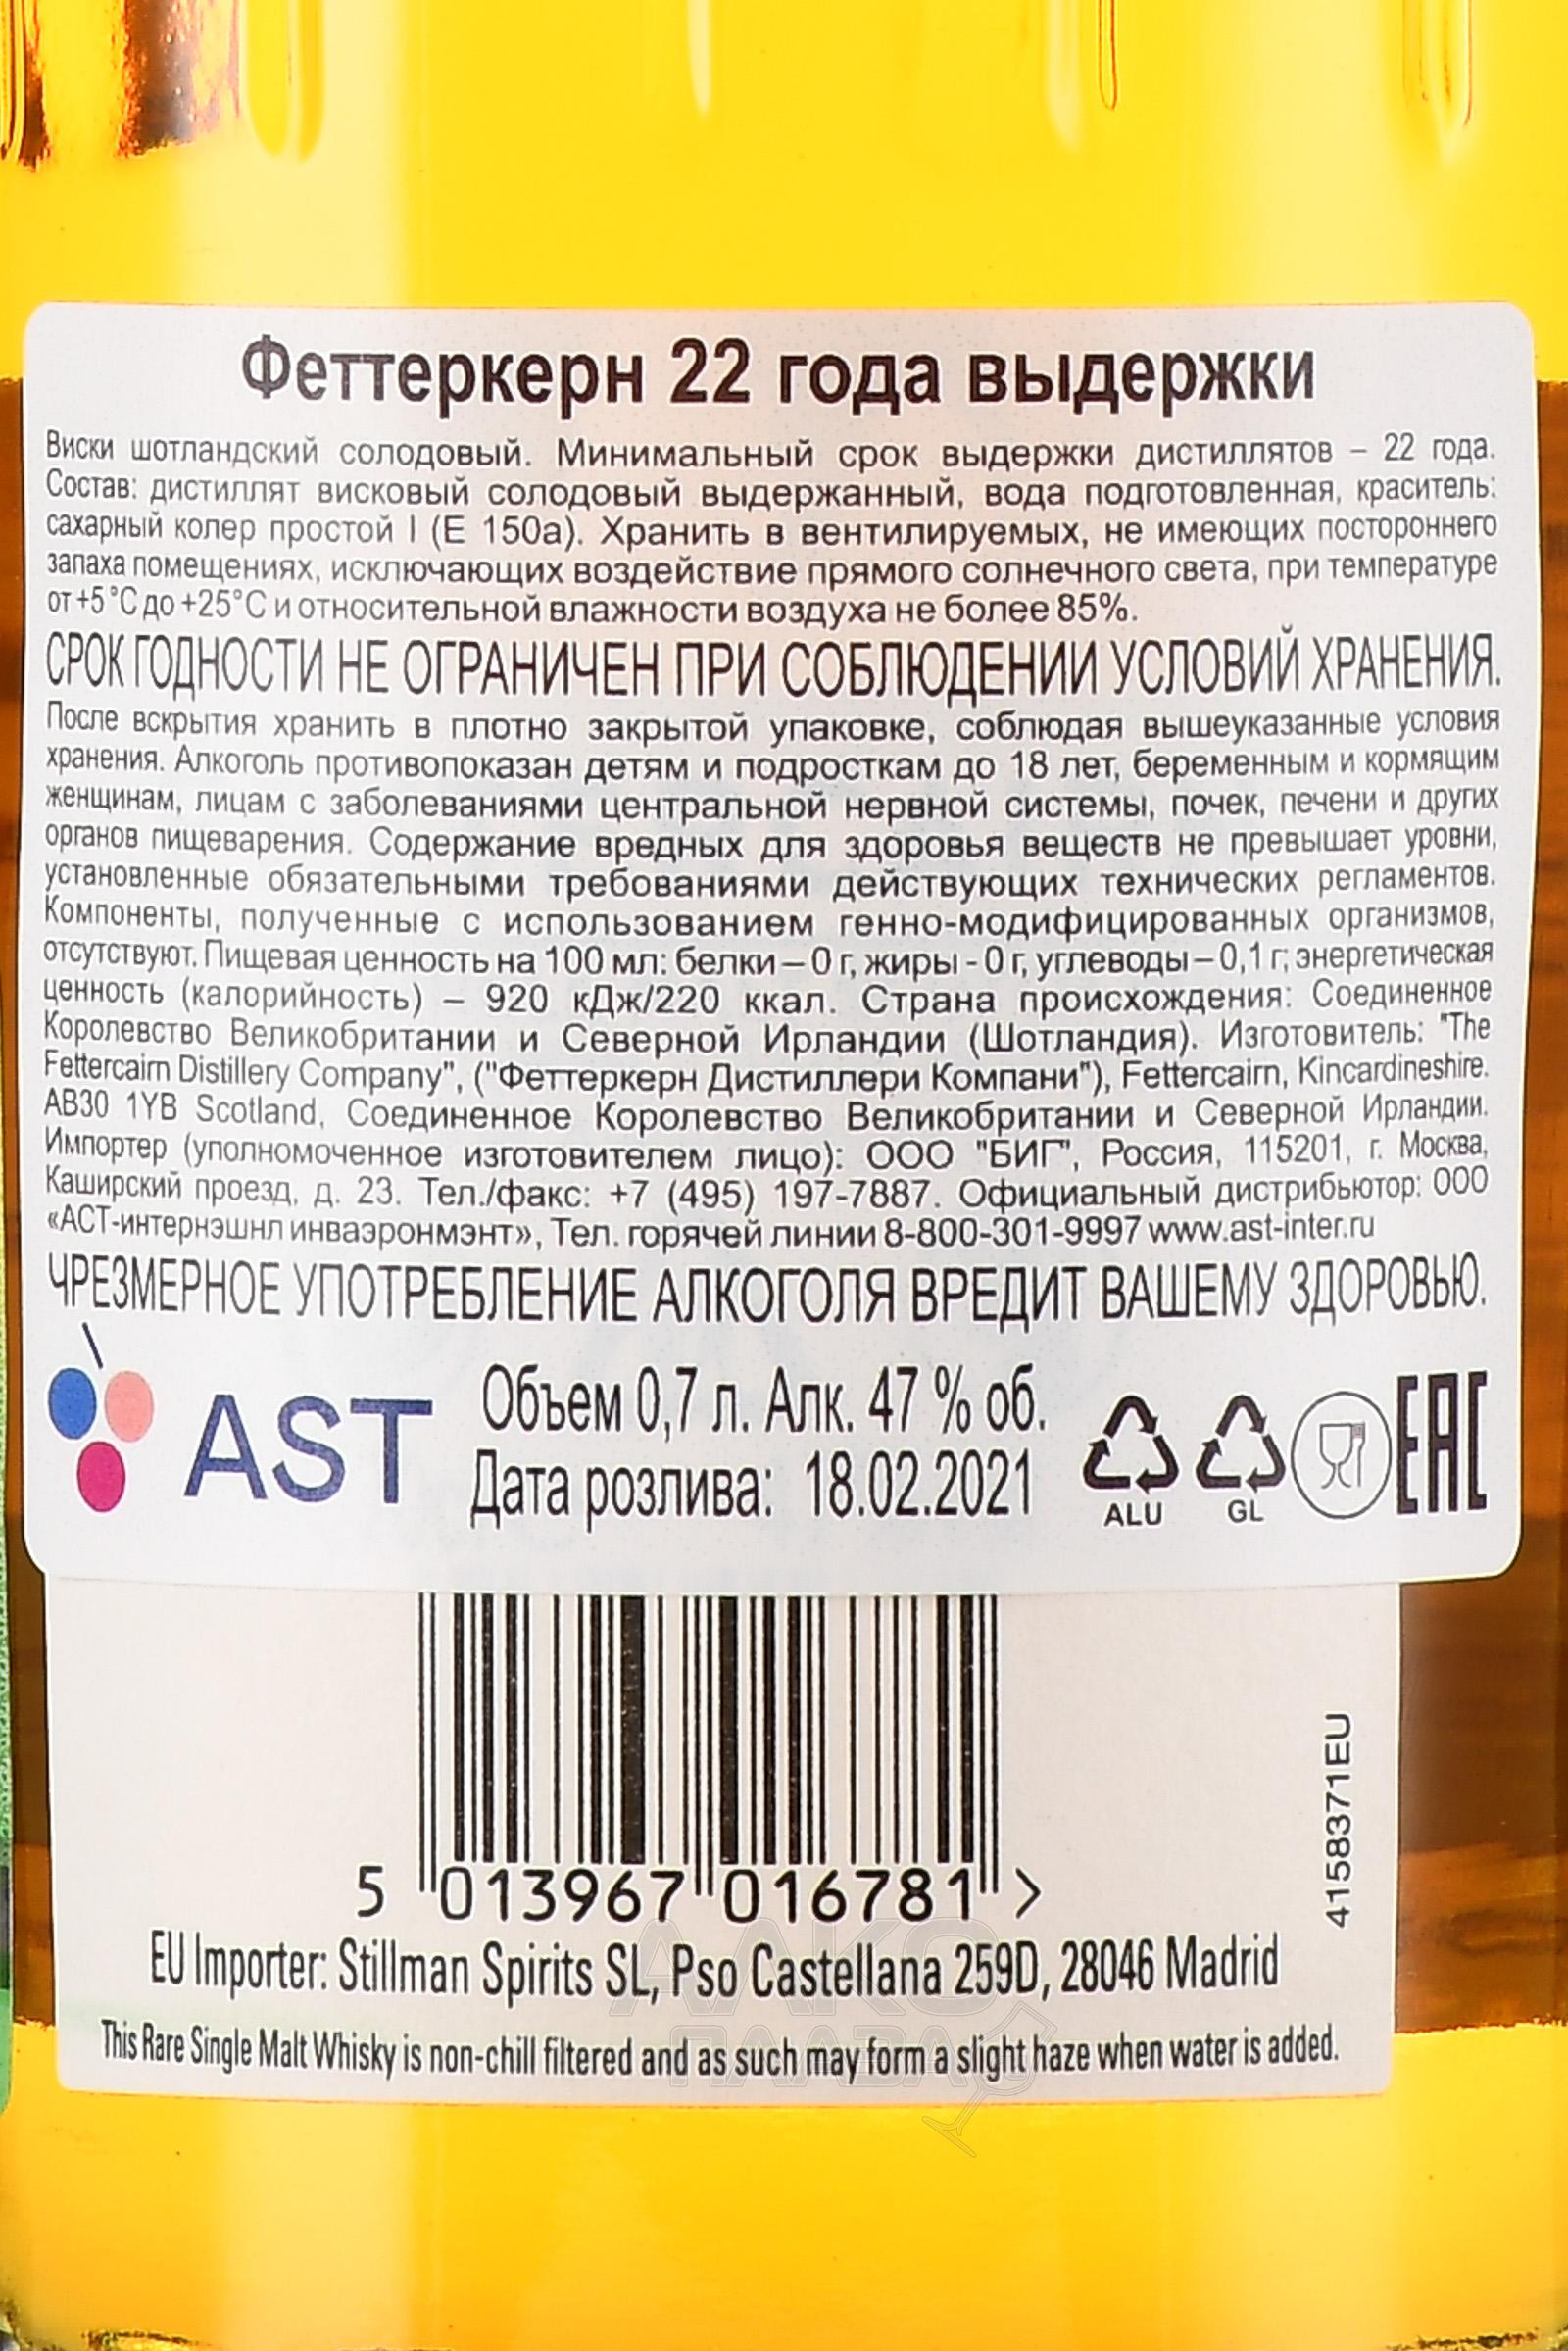 Феттеркерн 22 года выдержки
Виски шотландский солодовый. Минимальный срок выдержки дистиллятов – 22 года.
Состав: дистиллят висковый солодовый выдержанный, вода подготовленная, краситель:
сахарный колер простой I (Е 150а). Хранить в вентилируемых, не имеющих постороннего
запаха помещениях, исключающих воздействие прямого солнечного света, при температуре
от +5 °С до +25°С и относительной влажности воздуха не более 85%.
СРОК ГОДНОСТИ НЕ ОГРАНИЧЕН ПРИ СОБЛЮДЕНИИ УСЛОВИЙ ХРАНЕНИЯ.
После вскрытия хранить в плотно закрытой упаковке, соблюдая вышеуказанные условия
хранения. Алкоголь противопоказан детям и подросткам до 18 лет, беременным и кормящим
женщинам, лицам с заболеваниями центральной нервной системы, почек, печени и других
органов пищеварения. Содержание вредных для здоровья веществ не превышает уровни,
установленные обязательными требованиями действующих технических регламентов.
Компоненты, полученные с использованием генно-модифицированных организмов,
отсутствуют. Пищевая ценность на 100 мл: белки – 0 г, жиры - 0 г, углеводы – 0,1 г; энергетическая
ценность (калорийность) – 920 кДж/220 ккал. Страна происхождения: Соединенное
Королевство Великобритании и Северной Ирландии (Шотландия). Изготовитель: "The
Fettercairn Distillery Company", ("Феттеркерн Дистиллери Компани"), Fettercairn, Kincardineshire.
AB30 1YB Scotland, Соединенное Королевство Великобритании и Северной Ирландии.
Импортер (уполномоченное изготовителем лицо): ООО "БИГ", Россия, 115201, г. Москва,
Каширский проезд, д. 23. Тел./факс: +7 (495) 197-7887. Официальный дистрибьютор: ООО
«АСТ-интернэшнл инваэронмэнт», Тел. горячей линии 8-800-301-9997 www.ast-inter.ru
ЧРЕЗМЕРНОЕ УПОТРЕБЛЕНИЕ АЛКОГОЛЯ ВРЕДИТ ВАШЕМУ ЗДОРОВЬЮ.
AST
Объем 0,7 л. Алк. 47 % об.
Дата розлива: 18.02.2021
ALU
GL
EAC
5 013967 016781 >
4158371EU
EU Importer: Stillman Spirits SL, Pso Castellana 259D, 28046 Madrid
This Rare Single Malt Whisky is non-chill filtered and as such may form a slight haze when water is added.
АЛКО
ПЛАЗА